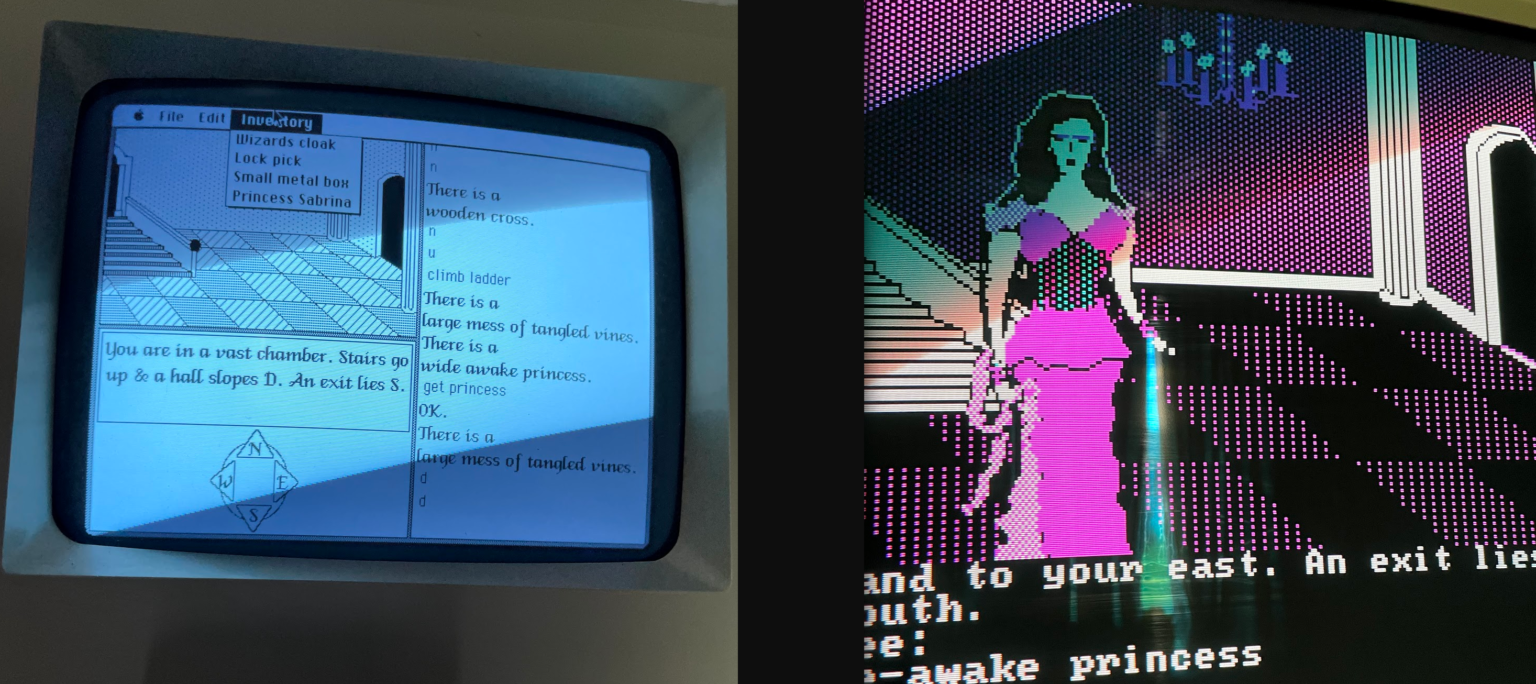 File Edit Inventory
Wizards cloak
Lock pick
Small metal box
Princess Sabrina
n
There is a
wooden cross.
n
u
climb ladder
There is a
large mess of tangled vines.
There is a
wide awake princess.
get princess
OK.
There is a
large mess of tangled vines.
d
d
You are in a vast chamber. Stairs go
up & a hall slopes D. An exit lies S.
N
W E
S
and to your east. An exit lies
outh.
ee:
e-awake princess